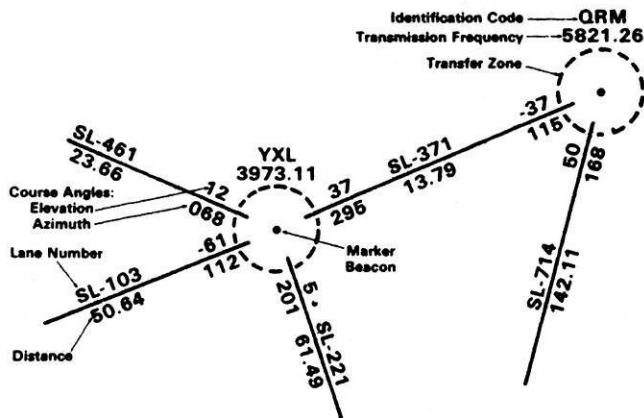 Identification Code QRM
Transmission Frequency 5821.26
Transfer Zone
-37
115
SL-461
23.66
YXL
3973.11
SL-371
13.79
50
168
Course Angles:
Elevation
Azimuth
12
068
37
295
Lane Number
-61
112
Marker
Beacon
SL-103
50.64
SL-714
142.11
5
201
SL-221
61.49
Distance